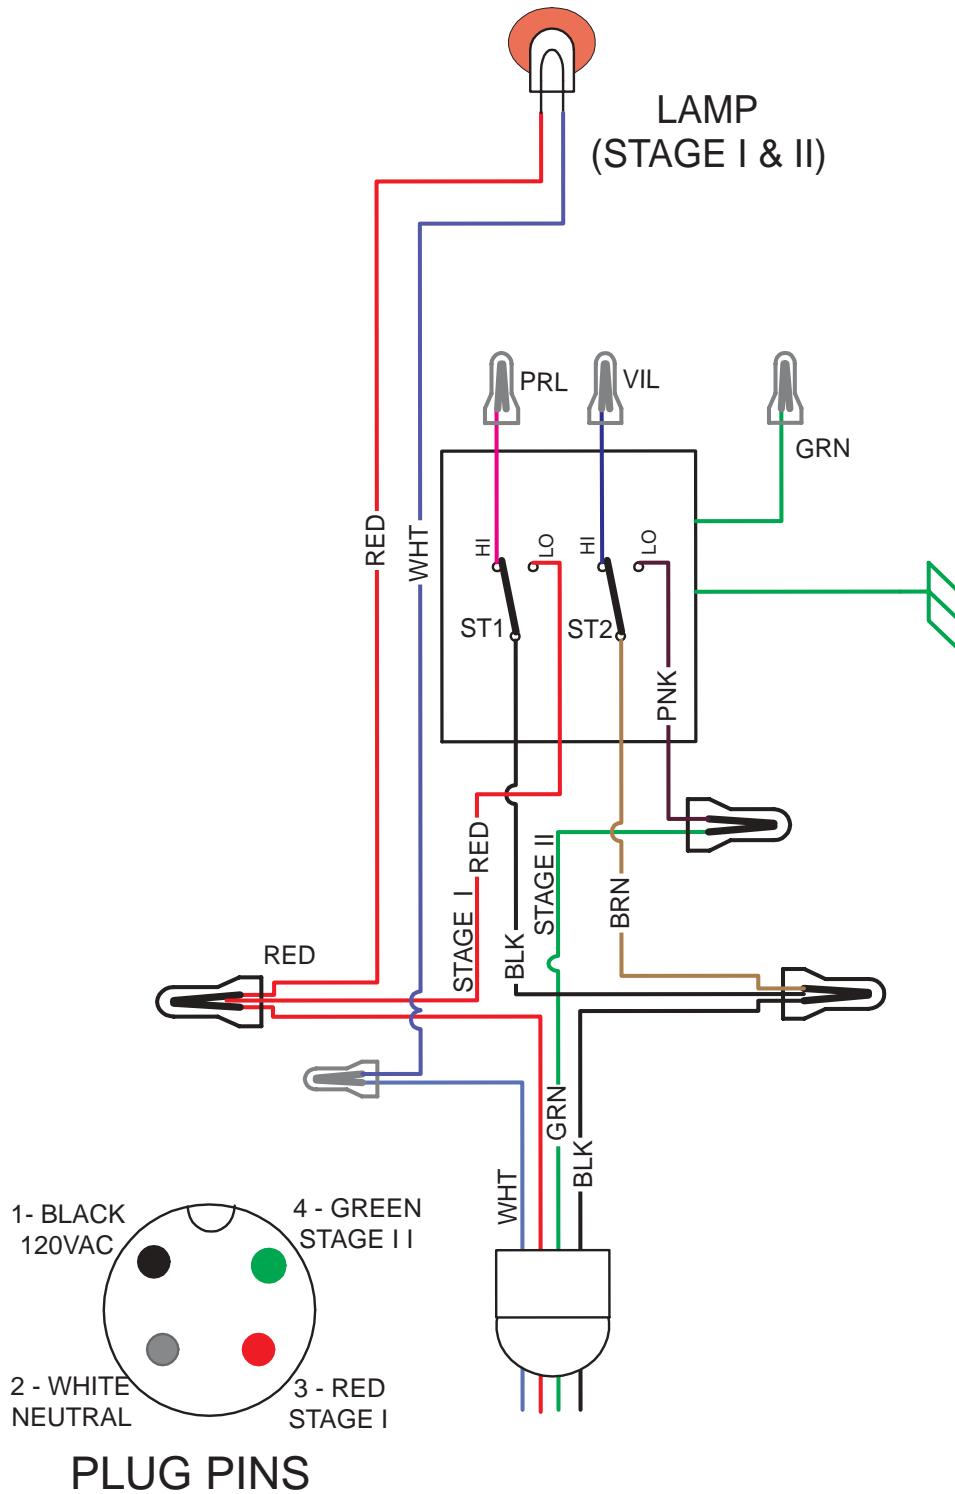 LAMP
(STAGE I & II)
PRL
VIL
GRN
RED
WHT
HI
LO
HI
LO
ST1
ST2
PNK
RED
STAGE I
STAGE II
BLK
BRN
RED
GRN
BLK
WHT
1- BLACK
120VAC
4 - GREEN
STAGE I I
2 - WHITE
NEUTRAL
3 - RED
STAGE I
PLUG PINS